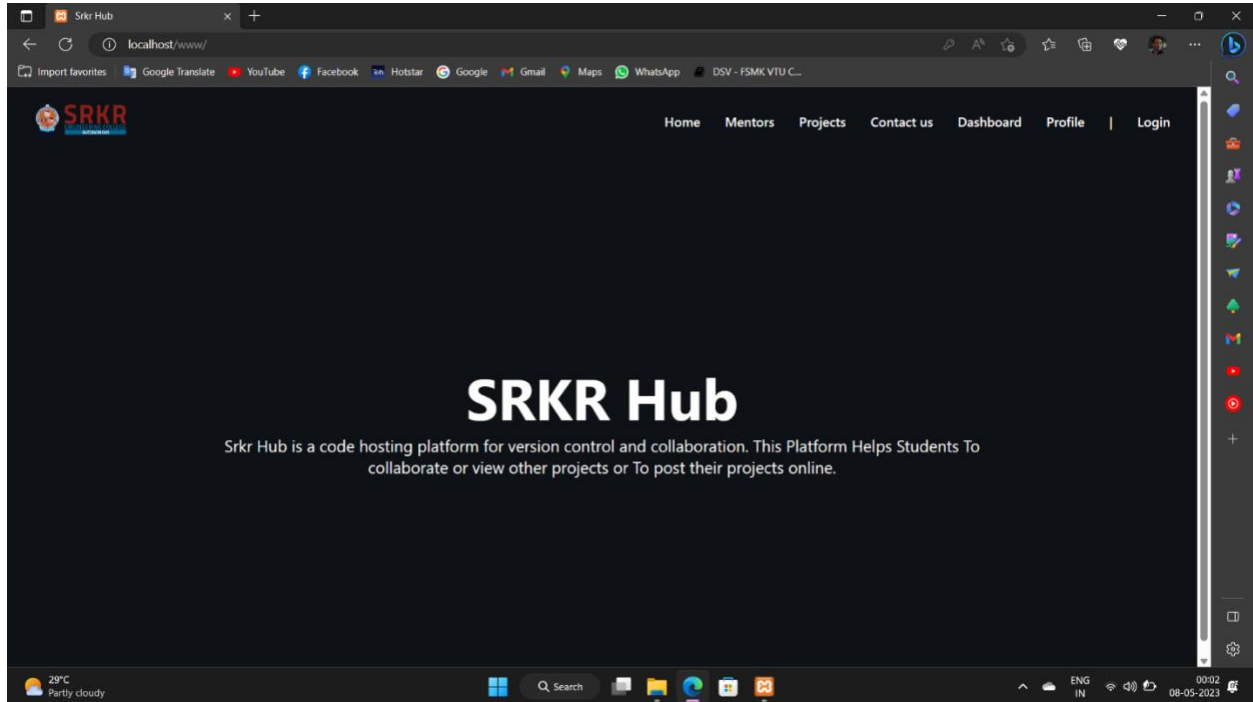 Srkr Hub
localhost/www/
Import favorites Google Translate YouTube Facebook Hotstar Google Gmail Maps WhatsApp DSV - FSMK VTU C...
SRKR
Home Mentors Projects Contact us Dashboard Profile | Login
SRKR Hub
Srkr Hub is a code hosting platform for version control and collaboration. This Platform Helps Students To
collaborate or view other projects or To post their projects online.
29°C
Partly cloudy
Search
ENG
IN
00:02
08-05-2023